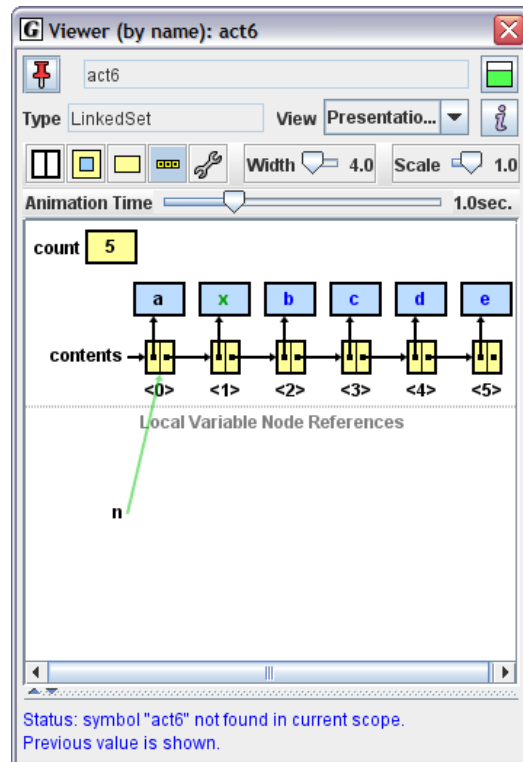 G Viewer (by name): act6
act6
Type LinkedSet View Presentatio...
Width 4.0 Scale 1.0
Animation Time 1.0sec.
count 5
a x b c d e
contents
<0> <1> <2> <3> <4> <5>
Local Variable Node References
n
Status: symbol "act6" not found in current scope.
Previous value is shown.